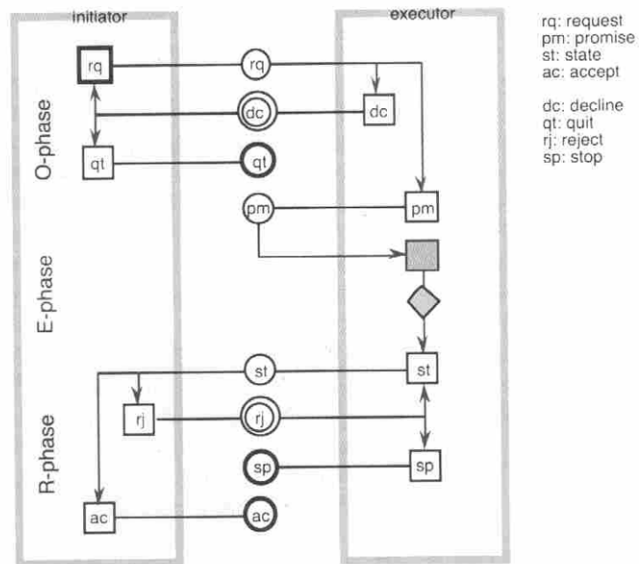 initiator
executor
rq: request
pm: promise
st: state
ac: accept
dc: decline
qt: quit
rj: reject
sp: stop
O-phase
E-phase
R-phase
rq rq
dc dc
qt qt
pm pm
st st
rj rj
sp sp
ac ac